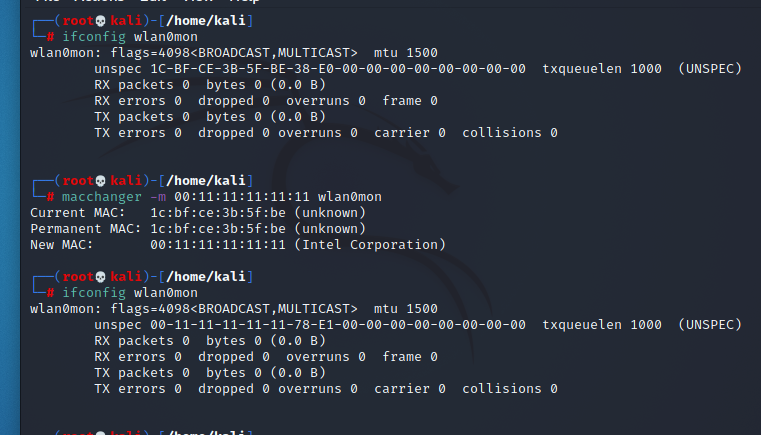 ┌──(root💀kali)-[/home/kali]
└─# ifconfig wlan0mon
wlan0mon: flags=4098<BROADCAST,MULTICAST>  mtu 1500
        unspec 1C-BF-CE-3B-5F-BE-38-E0-00-00-00-00-00-00-00-00  txqueuelen 1000  (UNSPEC)
        RX packets 0  bytes 0 (0.0 B)
        RX errors 0  dropped 0  overruns 0  frame 0
        TX packets 0  bytes 0 (0.0 B)
        TX errors 0  dropped 0 overruns 0  carrier 0  collisions 0
┌──(root💀kali)-[/home/kali]
└─# macchanger -m 00:11:11:11:11:11 wlan0mon
Current MAC:   1c:bf:ce:3b:5f:be (unknown)
Permanent MAC: 1c:bf:ce:3b:5f:be (unknown)
New MAC:       00:11:11:11:11:11 (Intel Corporation)
┌──(root💀kali)-[/home/kali]
└─# ifconfig wlan0mon
wlan0mon: flags=4098<BROADCAST,MULTICAST>  mtu 1500
        unspec 00-11-11-11-11-11-78-E1-00-00-00-00-00-00-00-00  txqueuelen 1000  (UNSPEC)
        RX packets 0  bytes 0 (0.0 B)
        RX errors 0  dropped 0  overruns 0  frame 0
        TX packets 0  bytes 0 (0.0 B)
        TX errors 0  dropped 0 overruns 0  carrier 0  collisions 0